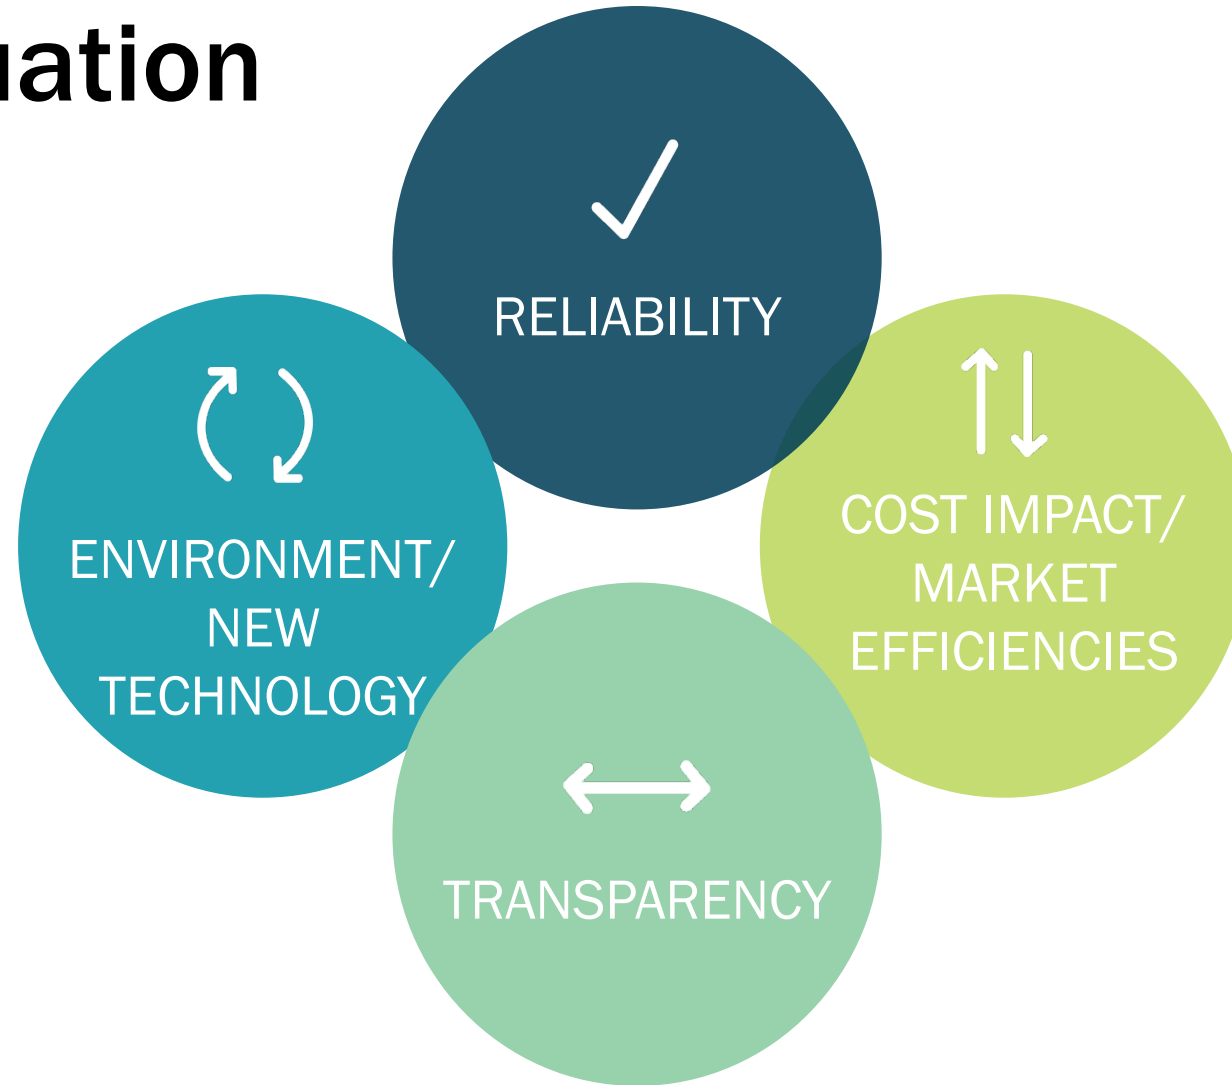 uation
RELIABILITY
ENVIRONMENT/
NEW
TECHNOLOGY
COST IMPACT/
MARKET
EFFICIENCIES
TRANSPARENCY